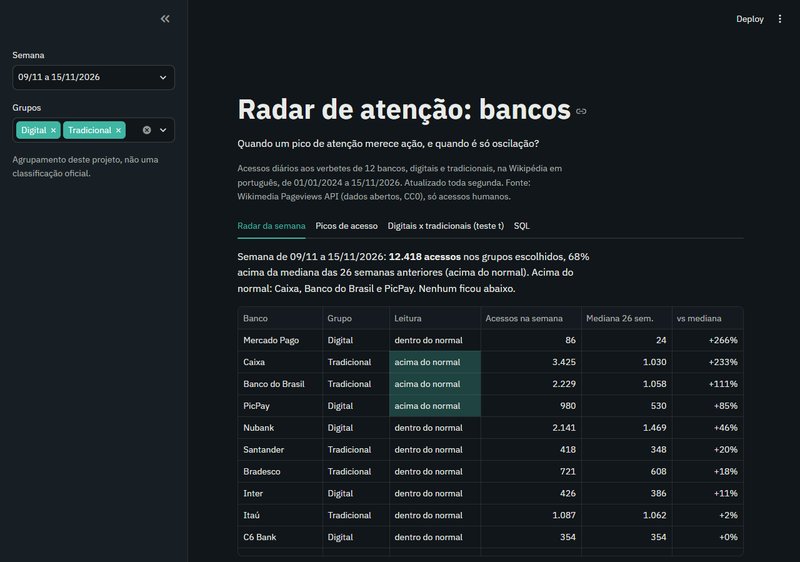 Deploy
Semana
09/11 a 15/11/2026
Grupos
Digital × Tradicional ×
Agrupamento deste projeto, não uma
classificação oficial.
Radar de atenção: bancos
Quando um pico de atenção merece ação, e quando é só oscilação?
Acessos diários aos verbetes de 12 bancos, digitais e tradicionais, na Wikipédia em
português, de 01/01/2024 a 15/11/2026. Atualizado toda segunda. Fonte:
Wikimedia Pageviews API (dados abertos, CC0), só acessos humanos.
Radar da semana Picos de acesso Digitais x tradicionais (teste t) SQL
Semana de 09/11 a 15/11/2026: 12.418 acessos nos grupos escolhidos, 68%
acima da mediana das 26 semanas anteriores (acima do normal). Acima do
normal: Caixa, Banco do Brasil e PicPay. Nenhum ficou abaixo.
Banco Grupo Leitura Acessos na semana Mediana 26 sem. vs mediana
Mercado Pago Digital dentro do normal 86 24 +266%
Caixa Tradicional acima do normal 3.425 1.030 +233%
Banco do Brasil Tradicional acima do normal 2.229 1.058 +111%
PicPay Digital acima do normal 980 530 +85%
Nubank Digital dentro do normal 2.141 1.469 +46%
Santander Tradicional dentro do normal 418 348 +20%
Bradesco Tradicional dentro do normal 721 608 +18%
Inter Digital dentro do normal 426 386 +11%
Itaú Tradicional dentro do normal 1.087 1.062 +2%
C6 Bank Digital dentro do normal 354 354 +0%